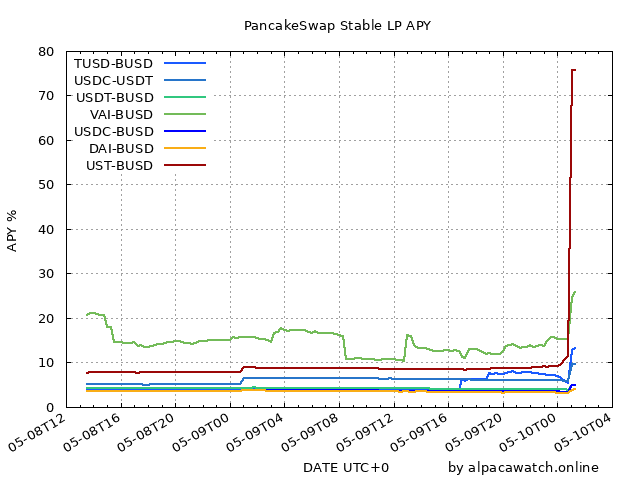 PancakeSwap Stable LP APY
80
70
60
50
40
30
20
10
0
APY %
TUSD-BUSD
USDC-USDT
USDT-BUSD
VAI-BUSD
USDC-BUSD
DAI-BUSD
UST-BUSD
05-08T12
05-08T16
05-08T20
05-09T00
05-09T04
05-09T08
05-09T12
05-09T16
05-09T20
05-10T00
05-10T04
DATE UTC+0
by alpacawatch.online